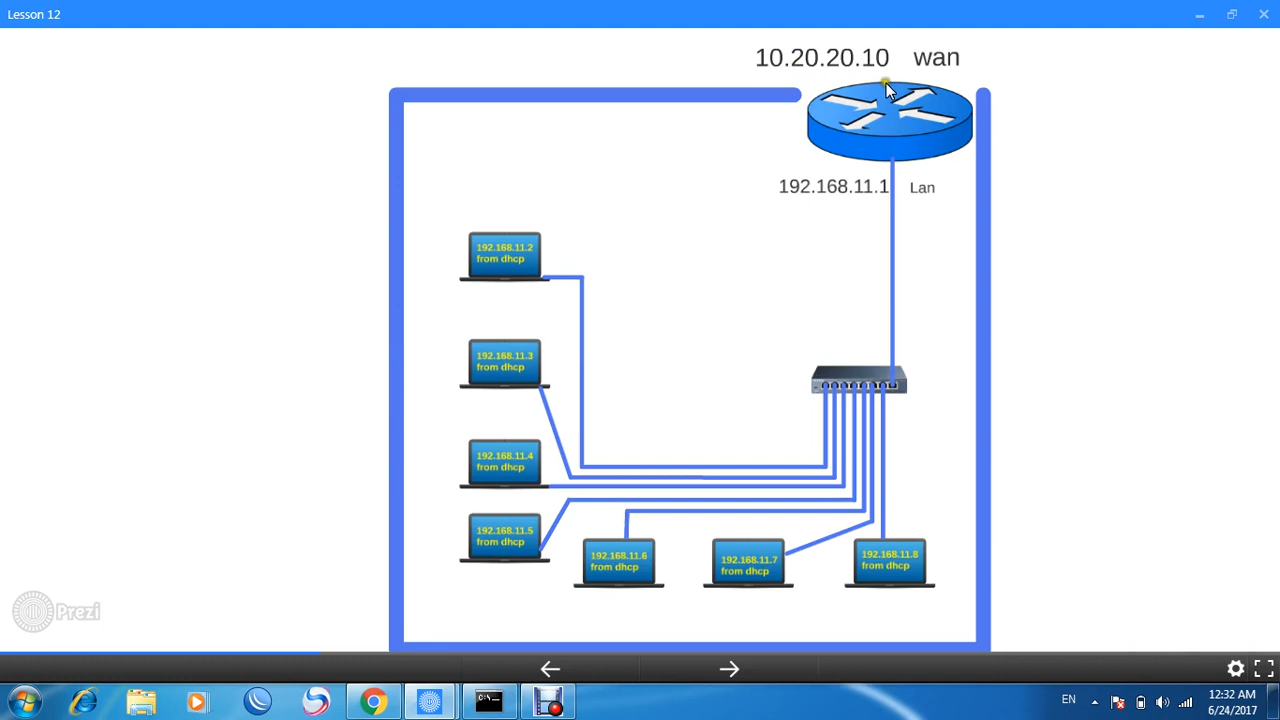 Lesson 12
10.20.20.10 wan
192.168.11.1 Lan
192.168.11.2
from dhcp
192.168.11.3
from dhcp
192.168.11.4
from dhcp
192.168.11.5
from dhcp
192.168.11.6
from dhcp
192.168.11.7
from dhcp
192.168.11.8
from dhcp
Prezi
C:\.
EN
12:32 AM
6/24/2017